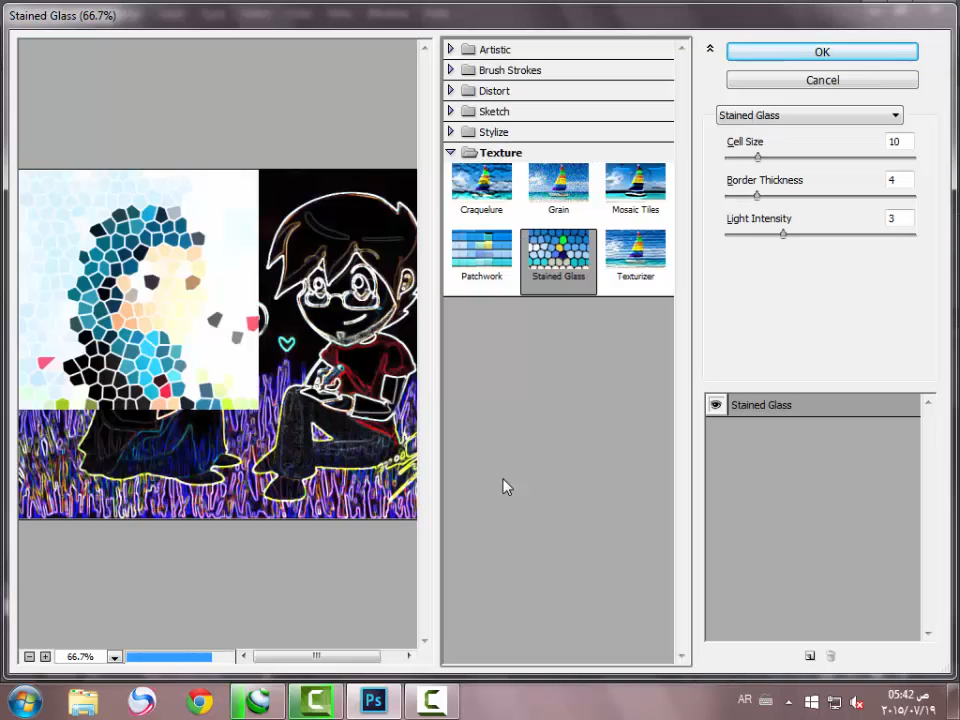 Stained Glass (66.7%)
Artistic
Brush Strokes
Distort
Sketch
Stylize
Texture
Craquelure
Grain
Mosaic Tiles
Patchwork
Stained Glass
Texturizer
OK
Cancel
Stained Glass
Cell Size 10
Border Thickness 4
Light Intensity 3
Stained Glass
66.7%
Ps
AR
05:42 ص
٢٠١٥/٠٧/١٩